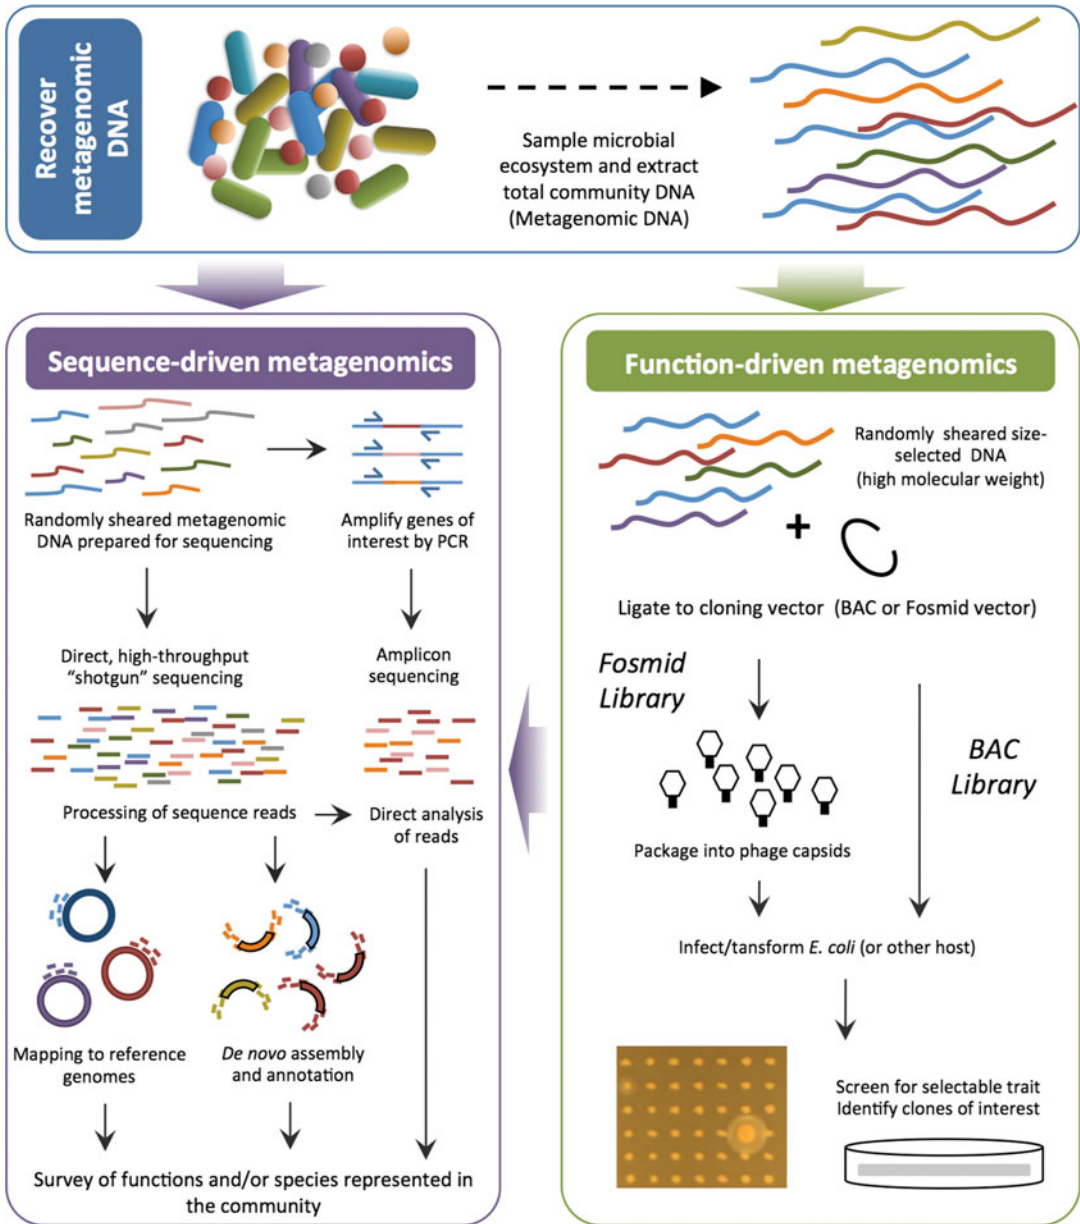 Recover
metagenomic
DNA
Sample microbial
ecosystem and extract
total community DNA
(Metagenomic DNA)
Sequence-driven metagenomics
Randomly sheared metagenomic
DNA prepared for sequencing
Amplify genes of
interest by PCR
Direct, high-throughput
“shotgun” sequencing
Amplicon
sequencing
Processing of sequence reads
Direct analysis
of reads
Mapping to reference
genomes
De novo assembly
and annotation
Survey of functions and/or species represented in
the community
Function-driven metagenomics
Randomly sheared size-
selected DNA
(high molecular weight)
+
Ligate to cloning vector (BAC or Fosmid vector)
Fosmid
Library
BAC
Library
Package into phage capsids
Infect/tansform E. coli (or other host)
Screen for selectable trait
Identify clones of interest